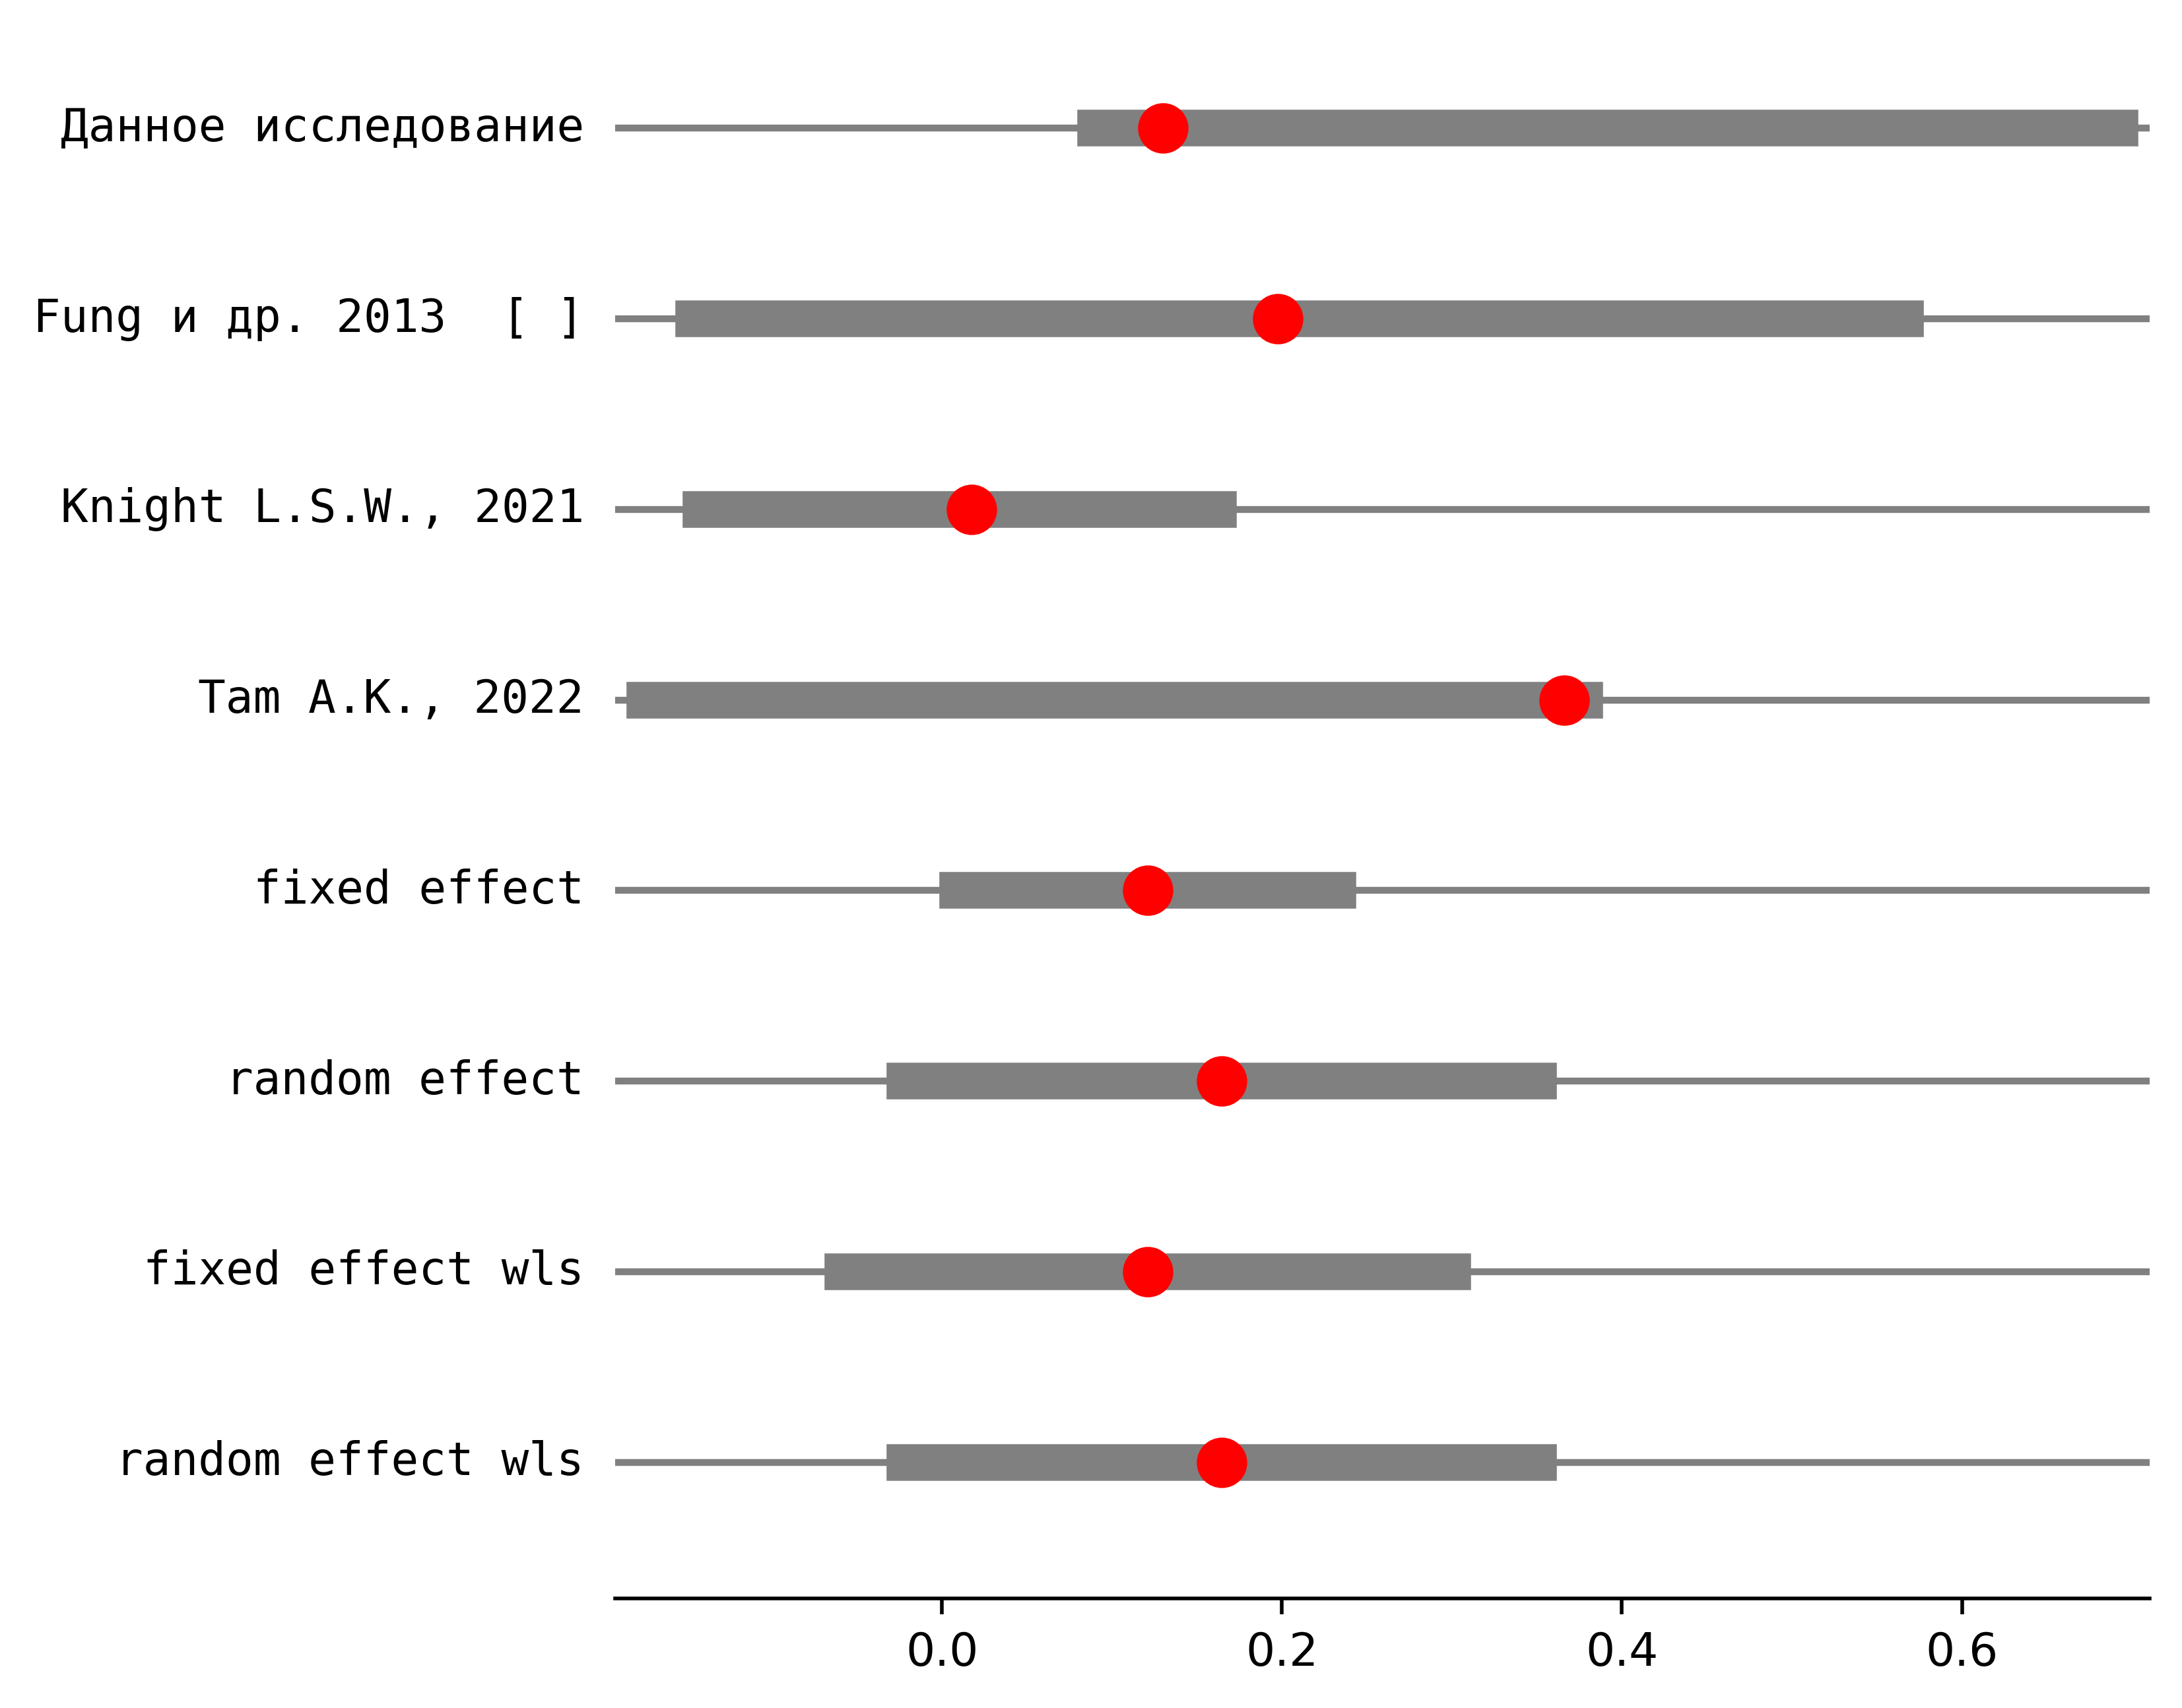 Данное исследование
Fung и др. 2013  [ ]
Knight L.S.W., 2021
Tam A.K., 2022
fixed effect
random effect
fixed effect wls
random effect wls
0.0 0.2 0.4 0.6